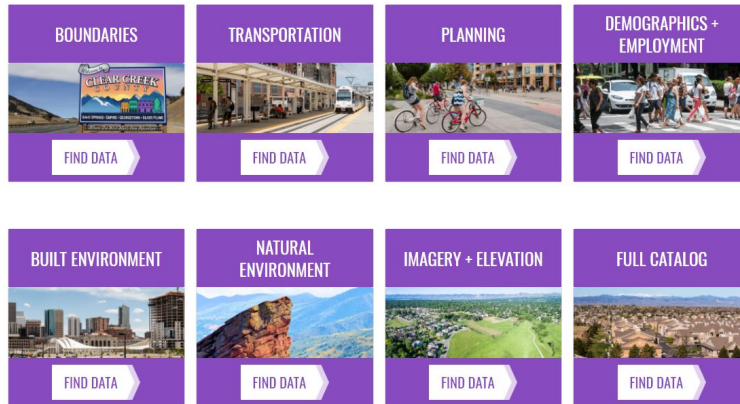 BOUNDARIES
TRANSPORTATION
PLANNING
DEMOGRAPHICS +
EMPLOYMENT
CLEAR CREEK
COUNTY
FIND DATA
FIND DATA
FIND DATA
FIND DATA
BUILT ENVIRONMENT
NATURAL
ENVIRONMENT
IMAGERY + ELEVATION
FULL CATALOG
FIND DATA
FIND DATA
FIND DATA
FIND DATA